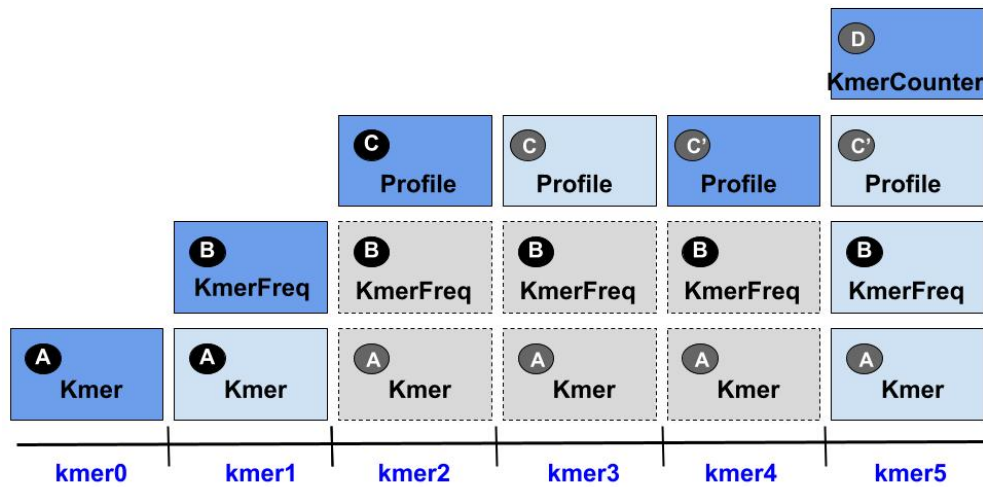 D
KmerCounter
C
Profile
C
Profile
C'
Profile
C'
Profile
B
KmerFreq
B
KmerFreq
B
KmerFreq
B
KmerFreq
B
KmerFreq
A
Kmer
A
Kmer
A
Kmer
A
Kmer
A
Kmer
A
Kmer
kmer0
kmer1
kmer2
kmer3
kmer4
kmer5